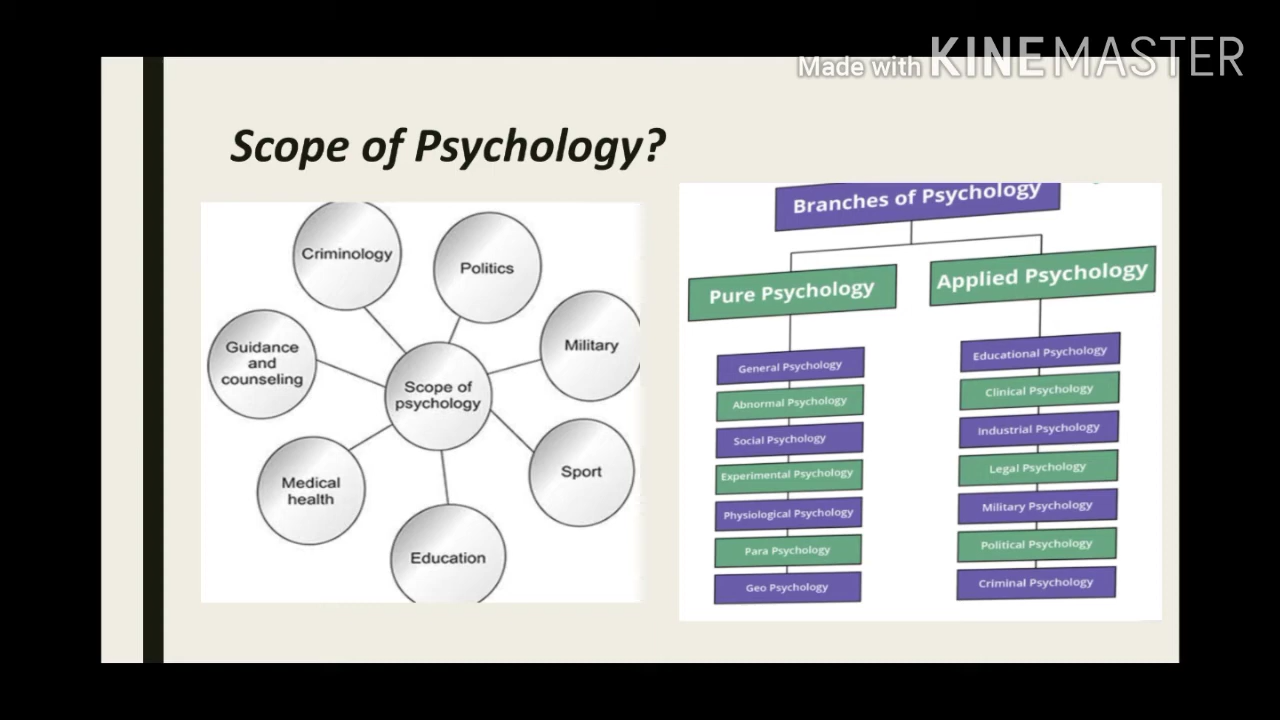 Made with KINEMASTER
Scope of Psychology?
Criminology
Politics
Guidance
and
counseling
Military
Scope of
psychology
Medical
health
Sport
Education
Branches of Psychology
Pure Psychology
Applied Psychology
General Psychology
Abnormal Psychology
Social Psychology
Experimental Psychology
Physiological Psychology
Para Psychology
Geo Psychology
Educational Psychology
Clinical Psychology
Industrial Psychology
Legal Psychology
Military Psychology
Political Psychology
Criminal Psychology